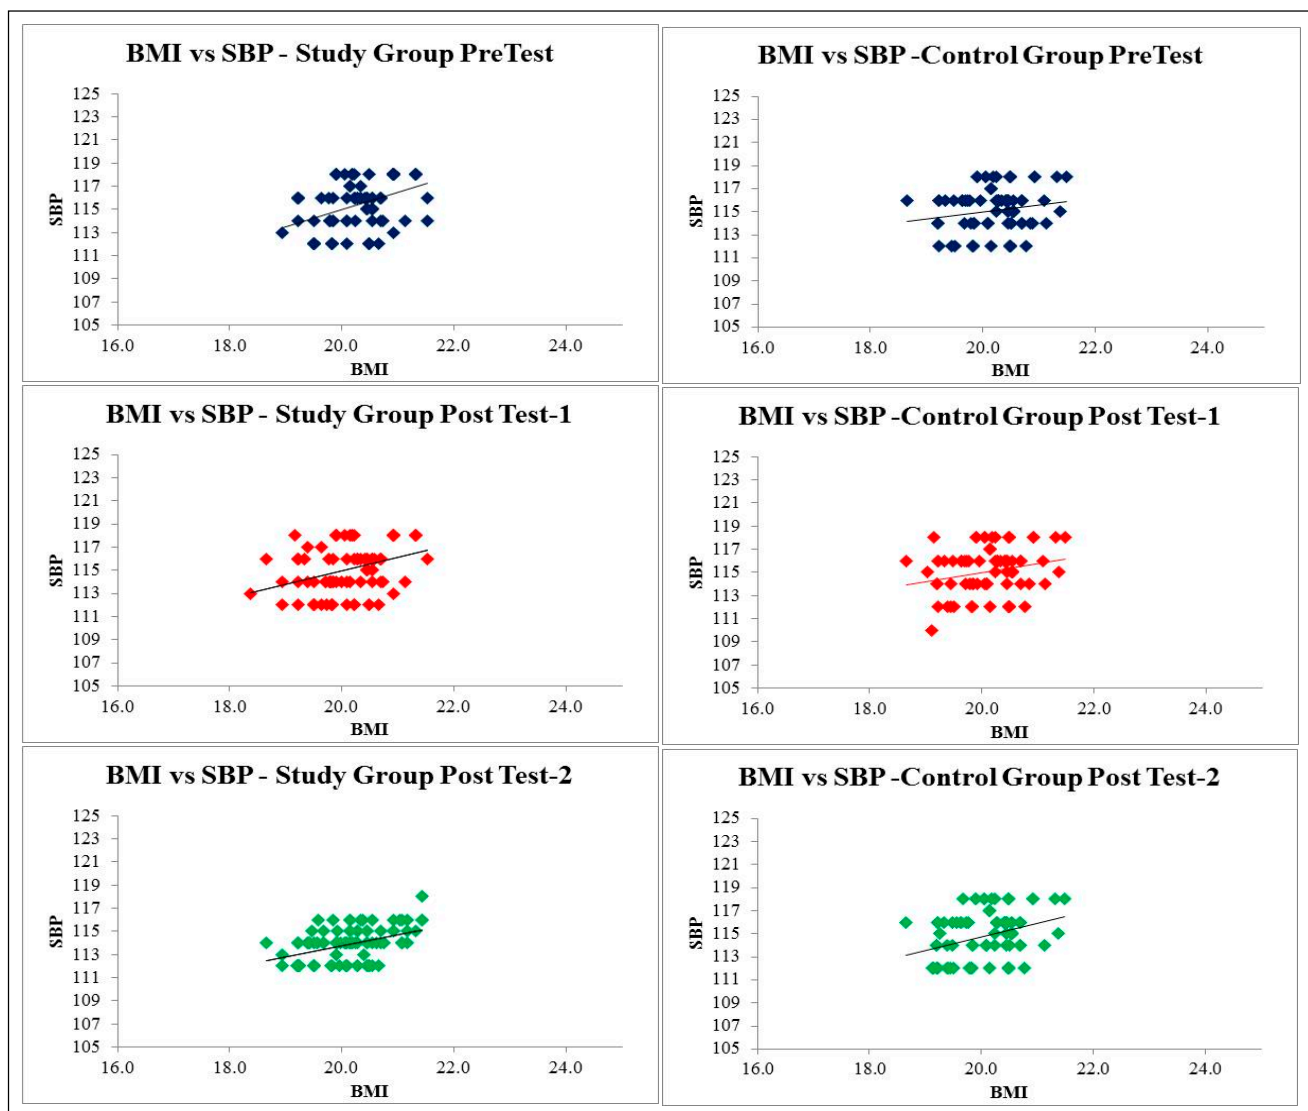 BMI vs SBP - Study Group PreTest
125
123
121
119
117
115
113
111
109
107
105
SBP
16.0 18.0 20.0 22.0 24.0
BMI
BMI vs SBP -Control Group PreTest
125
123
121
119
117
115
113
111
109
107
105
SBP
16.0 18.0 20.0 22.0 24.0
BMI
BMI vs SBP - Study Group Post Test-1
125
123
121
119
117
115
113
111
109
107
105
SBP
16.0 18.0 20.0 22.0 24.0
BMI
BMI vs SBP -Control Group Post Test-1
125
123
121
119
117
115
113
111
109
107
105
SBP
16.0 18.0 20.0 22.0 24.0
BMI
BMI vs SBP - Study Group Post Test-2
125
123
121
119
117
115
113
111
109
107
105
SBP
16.0 18.0 20.0 22.0 24.0
BMI
BMI vs SBP -Control Group Post Test-2
125
123
121
119
117
115
113
111
109
107
105
SBP
16.0 18.0 20.0 22.0 24.0
BMI